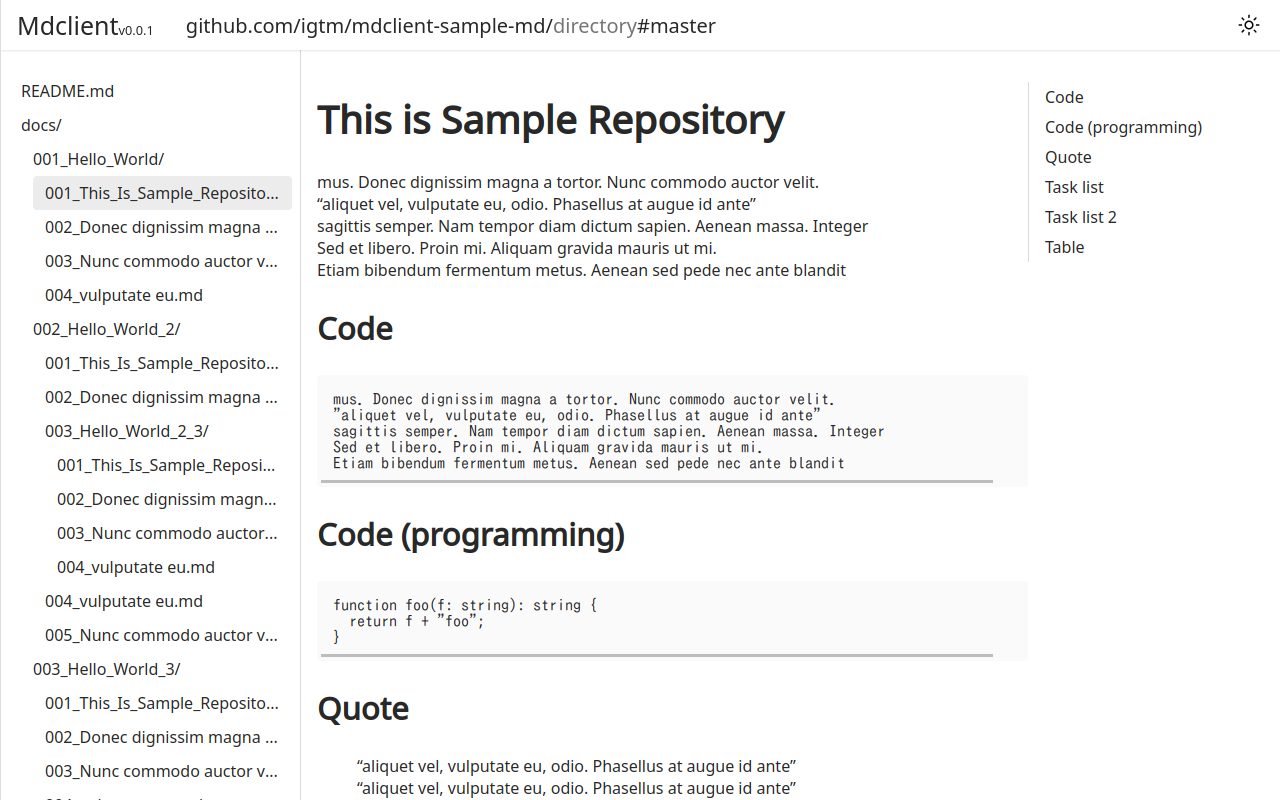 Mdclient v0.0.1 github.com/igtm/mdclient-sample-md/directory#master
README.md
docs/
001_Hello_World/
001_This_Is_Sample_Reposito...
002_Donec dignissim magna ...
003_Nunc commodo auctor v...
004_vulputate eu.md
002_Hello_World_2/
001_This_Is_Sample_Reposito...
002_Donec dignissim magna ...
003_Hello_World_2_3/
001_This_Is_Sample_Reposi...
002_Donec dignissim magn...
003_Nunc commodo auctor...
004_vulputate eu.md
004_vulputate eu.md
005_Nunc commodo auctor v...
003_Hello_World_3/
001_This_Is_Sample_Reposito...
002_Donec dignissim magna ...
003_Nunc commodo auctor v...
This is Sample Repository
mus. Donec dignissim magna a tortor. Nunc commodo auctor velit.
“aliquet vel, vulputate eu, odio. Phasellus at augue id ante”
sagittis semper. Nam tempor diam dictum sapien. Aenean massa. Integer
Sed et libero. Proin mi. Aliquam gravida mauris ut mi.
Etiam bibendum fermentum metus. Aenean sed pede nec ante blandit
Code
mus. Donec dignissim magna a tortor. Nunc commodo auctor velit.
"aliquet vel, vulputate eu, odio. Phasellus at augue id ante"
sagittis semper. Nam tempor diam dictum sapien. Aenean massa. Integer
Sed et libero. Proin mi. Aliquam gravida mauris ut mi.
Etiam bibendum fermentum metus. Aenean sed pede nec ante blandit
Code (programming)
function foo(f: string): string {
  return f + "foo";
}
Quote
“aliquet vel, vulputate eu, odio. Phasellus at augue id ante”
“aliquet vel, vulputate eu, odio. Phasellus at augue id ante”
Code
Code (programming)
Quote
Task list
Task list 2
Table